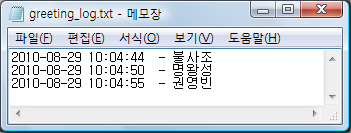 greeting_log.txt - 메모장
파일(F) 편집(E) 서식(O) 보기(V) 도움말(H)
2010-08-29 10:04:44 - 불사조
2010-08-29 10:04:50 - 명왕성
2010-08-29 10:04:55 - 권영빈